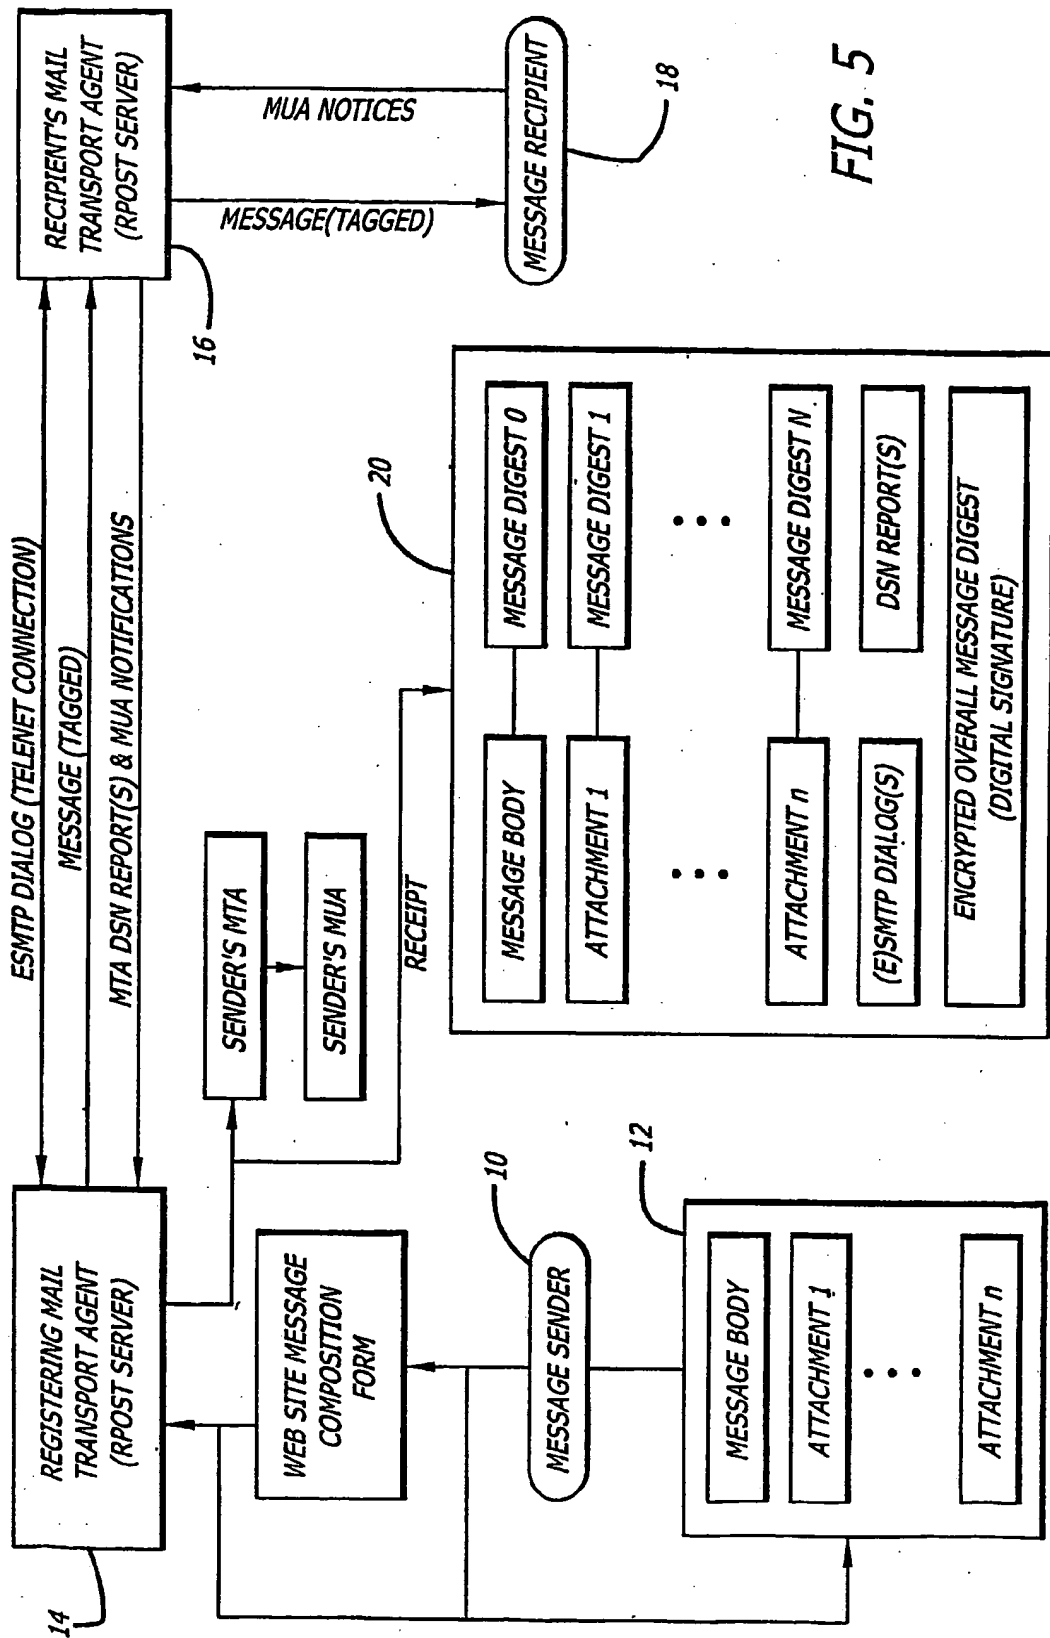 REGISTERING MAIL
TRANSPORT AGENT
(RPOST SERVER)
14
ESMTP DIALOG (TELENET CONNECTION)
MESSAGE (TAGGED)
MTA DSN REPORT(S) & MUA NOTIFICATIONS
RECIPIENT'S MAIL
TRANSPORT AGENT
(RPOST SERVER)
16
MESSAGE(TAGGED)
MUA NOTICES
MESSAGE RECIPIENT
18
WEB SITE MESSAGE
COMPOSITION
FORM
SENDER'S MTA
SENDER'S MUA
RECEIPT
MESSAGE SENDER
10
12
MESSAGE BODY
ATTACHMENT 1
• • •
ATTACHMENT n
20
MESSAGE BODY
MESSAGE DIGEST 0
ATTACHMENT 1
MESSAGE DIGEST 1
• • •
• • •
ATTACHMENT n
MESSAGE DIGEST N
(E)SMTP DIALOG(S)
DSN REPORT(S)
ENCRYPTED OVERALL MESSAGE DIGEST
(DIGITAL SIGNATURE)
FIG. 5